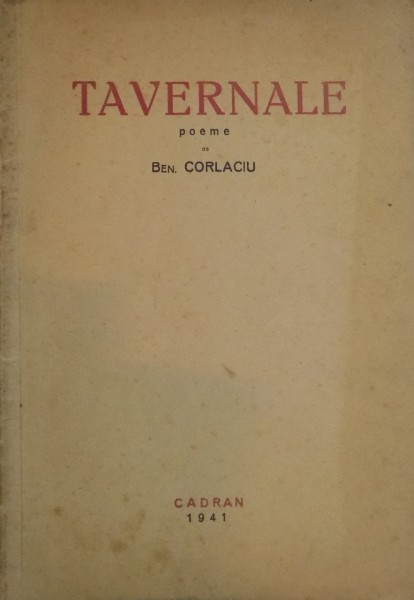 TAVERNALE
poeme
de
BEN. CORLACIU
CADRAN
1941